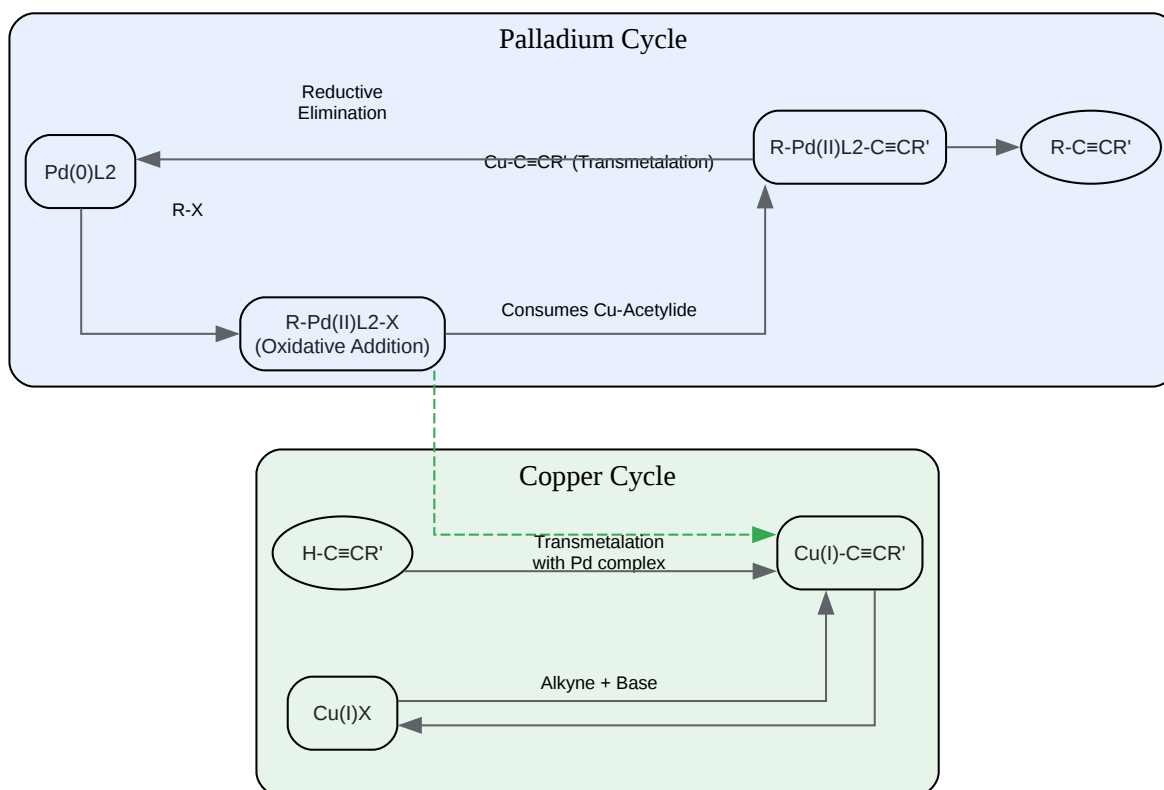 Palladium Cycle
Reductive
Elimination
Pd(0)L2
Cu-C≡CR' (Transmetalation)
R-Pd(II)L2-C≡CR'
R-C≡CR'
R-X
R-Pd(II)L2-X
(Oxidative Addition)
Consumes Cu-Acetylide
Copper Cycle
H-C≡CR'
Transmetalation
with Pd complex
Cu(I)-C≡CR'
Alkyne + Base
Cu(I)X